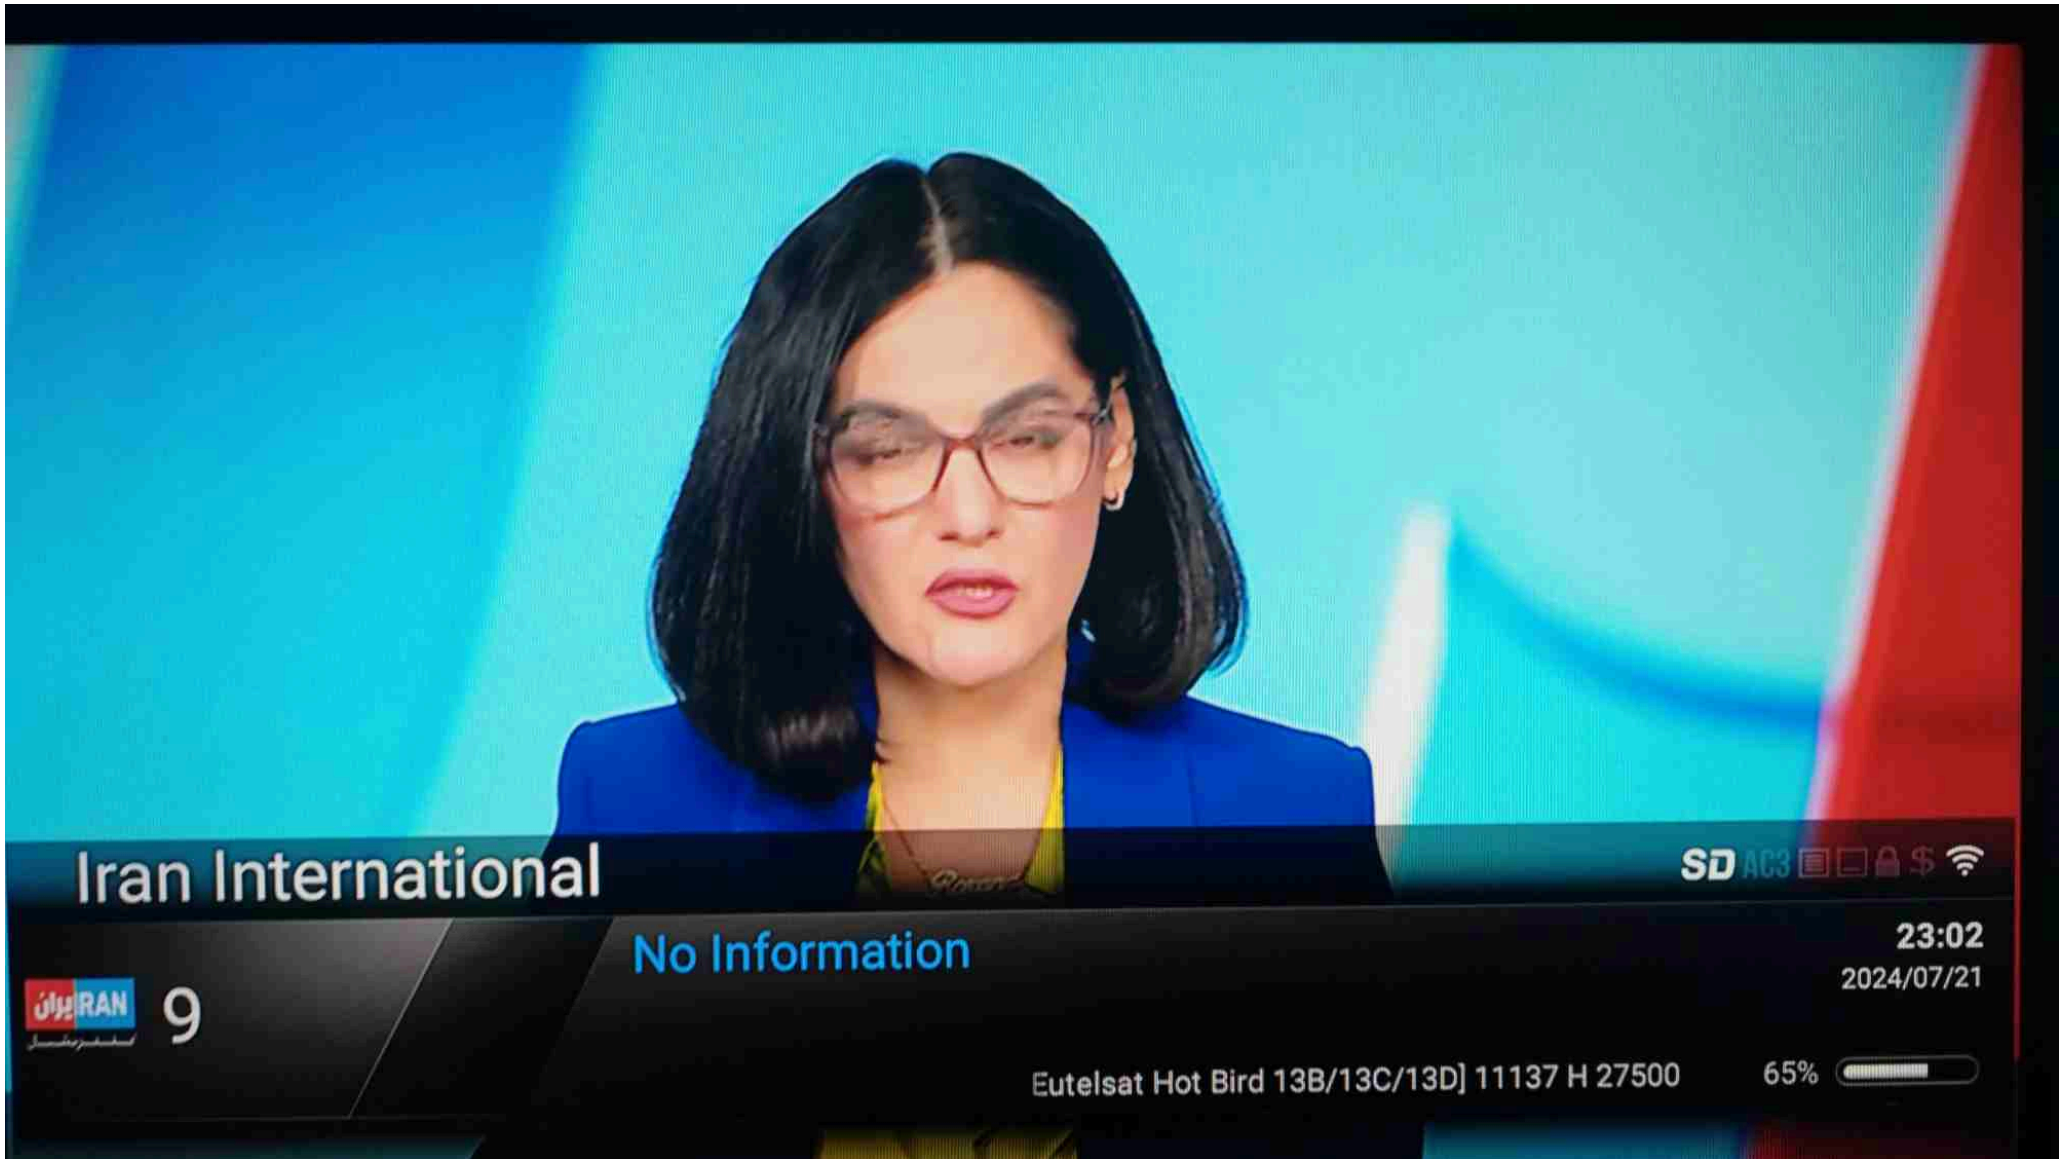 Iran International
SD AC3 $
No Information
23:02
2024/07/21
ایران IRAN
اینترنشنال
9
Eutelsat Hot Bird 13B/13C/13D] 11137 H 27500
65%